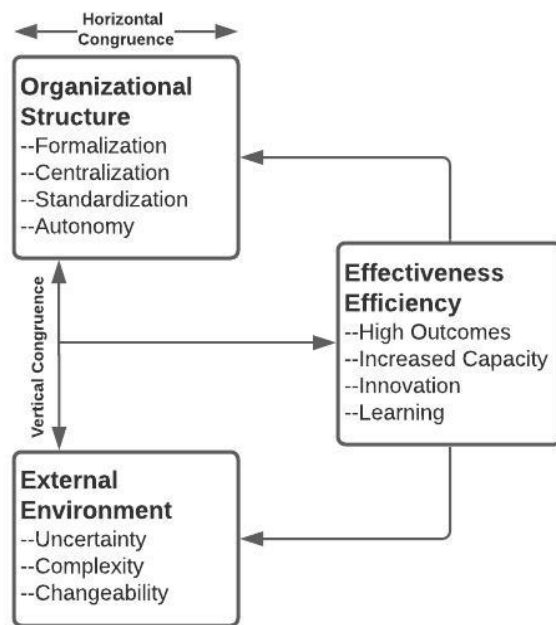 Horizontal
Congruence
Organizational
Structure
--Formalization
--Centralization
--Standardization
--Autonomy
Vertical Congruence
Effectiveness
Efficiency
--High Outcomes
--Increased Capacity
--Innovation
--Learning
External
Environment
--Uncertainty
--Complexity
--Changeability